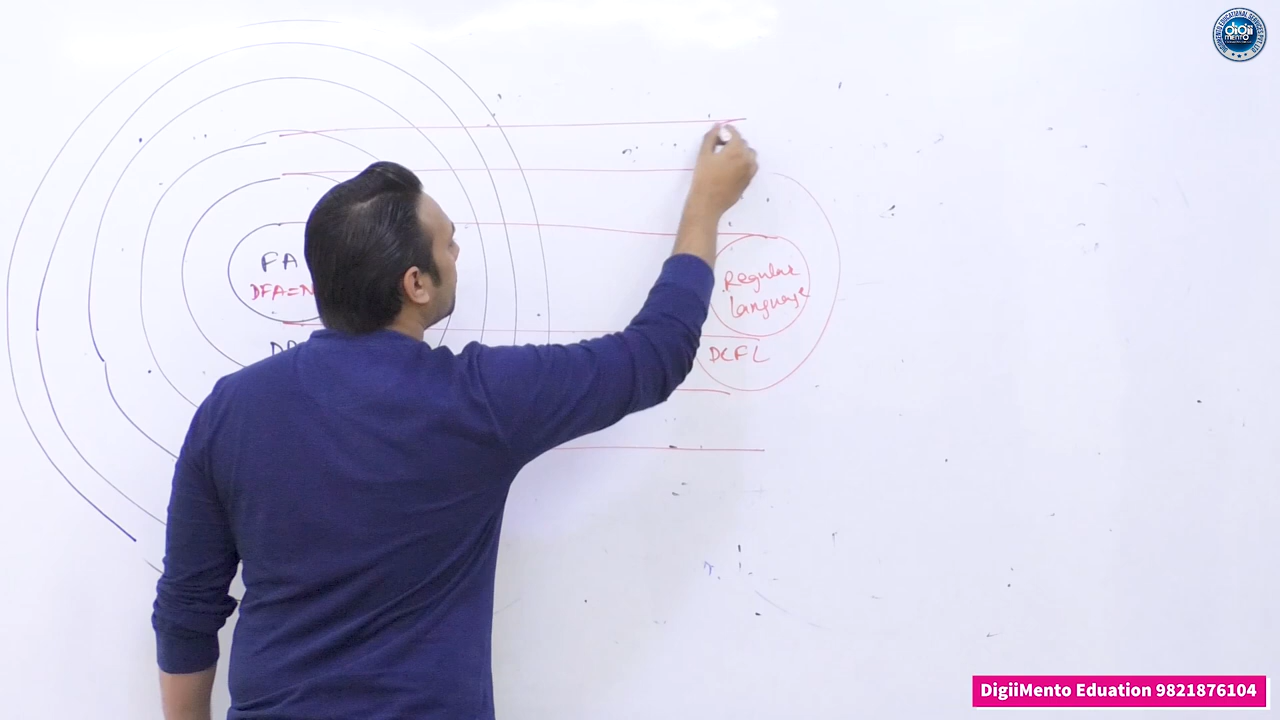 FA
DFA=N
Regular
Language
DCFL
DigiiMento Eduation 9821876104